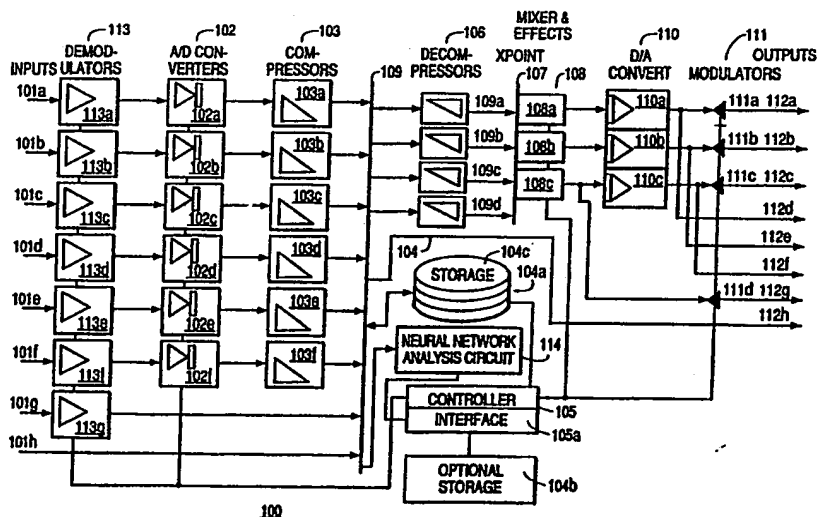 113
102
103
106
MIXER & EFFECTS
110
111
INPUTS
DEMOD-
ULATORS
A/D CON-
VERTERS
COM-
PRESSORS
109
DECOM-
PRESSORS
XPOINT
107
108
D/A
CONVERT
MODULATORS
OUTPUTS
101a
113a
102a
103a
109a
108a
110a
111a
112a
101b
113b
102b
103b
109b
108b
110b
111b
112b
101c
113c
102c
103c
109c
108c
110c
111c
112c
109d
112d
101d
113d
102d
103d
104
104c
STORAGE
104a
112e
112f
101e
113e
102e
103e
111d
112g
112h
101f
113f
102f
103f
NEURAL NETWORK
ANALYSIS CIRCUIT
114
101g
113g
CONTROLLER
105
INTERFACE
105a
101h
OPTIONAL
STORAGE
104b
100